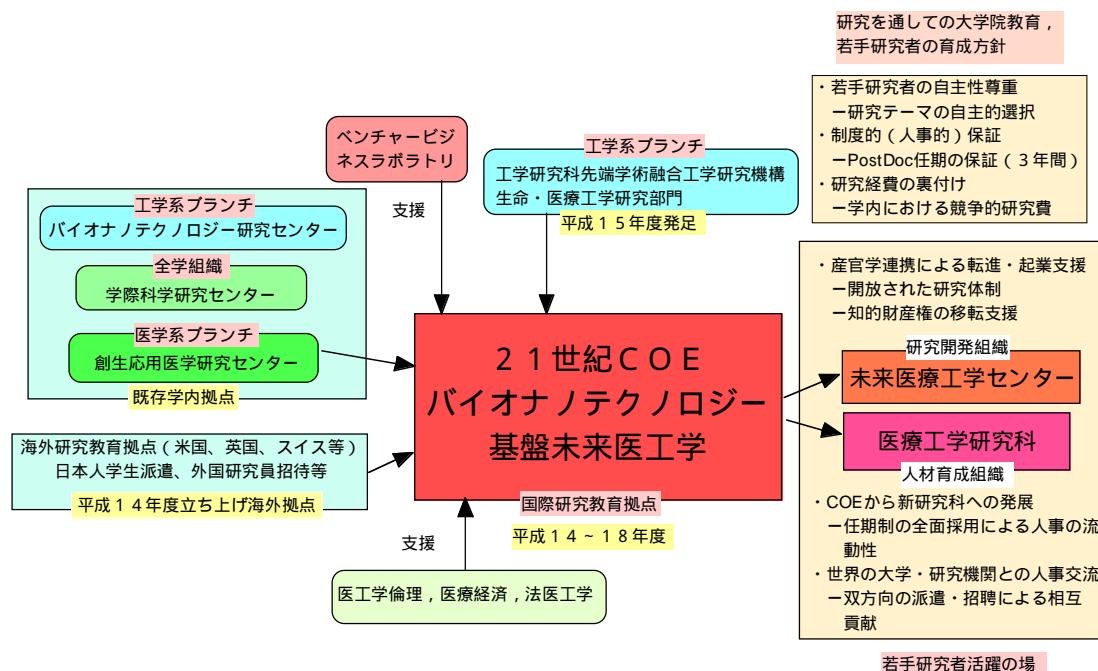 研究を通しての大学院教育，
若手研究者の育成方針
・若手研究者の自主性尊重
ー研究テーマの自主的選択
・制度的（人事的）保証
ーPostDoc任期の保証（３年間）
・研究経費の裏付け
ー学内における競争的研究費
ベンチャービジ
ネスラボラトリ
支援
工学系ブランチ
工学研究科先端学術融合工学研究機構
生命・医療工学研究部門
平成１５年度発足
工学系ブランチ
バイオナノテクノロジー研究センター
全学組織
学際科学研究センター
医学系ブランチ
創生応用医学研究センター
既存学内拠点
海外研究教育拠点（米国、英国、スイス等）
日本人学生派遣、外国研究員招待等
平成１４年度立ち上げ海外拠点
２１世紀ＣＯＥ
バイオナノテクノロジー
基盤未来医工学
国際研究教育拠点
平成１４～１８年度
支援
医工学倫理，医療経済，法医工学
・産官学連携による転進・起業支援
ー開放された研究体制
ー知的財産権の移転支援
研究開発組織
未来医療工学センター
医療工学研究科
人材育成組織
・COEから新研究科への発展
ー任期制の全面採用による人事の流
動性
・世界の大学・研究機関との人事交流
ー双方向の派遣・招聘による相互
貢献
若手研究者活躍の場